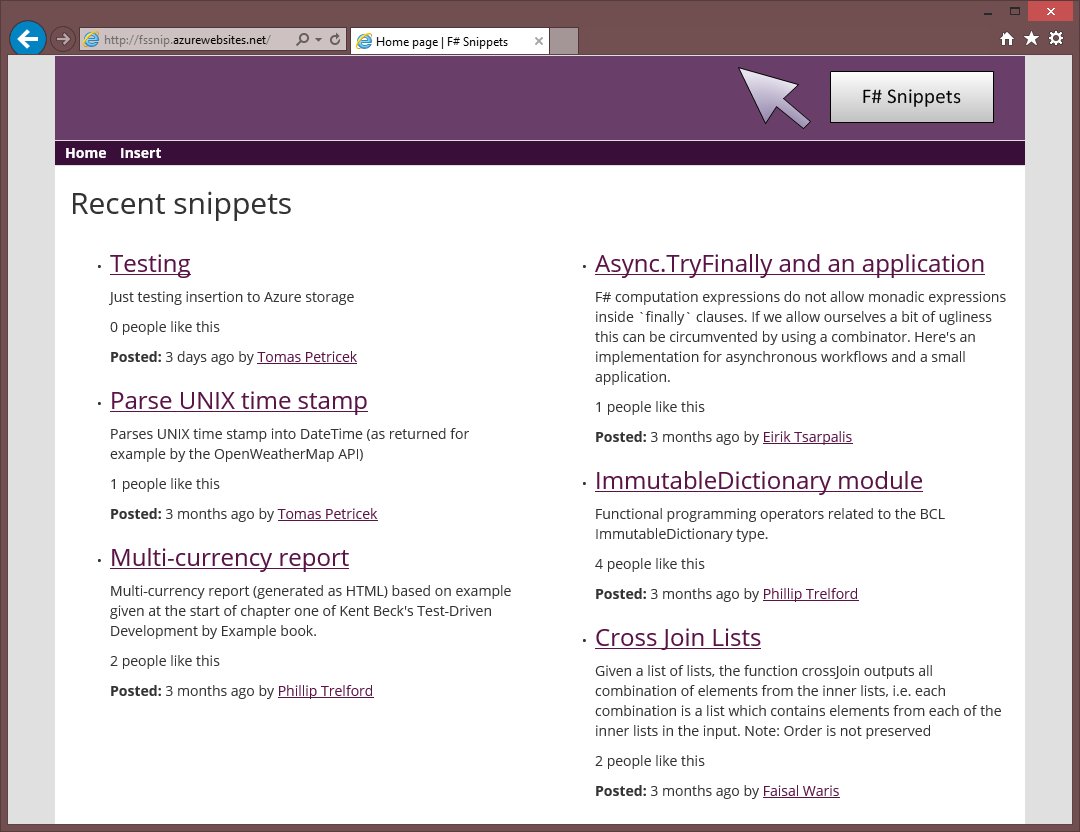 http://fssnip.azurewebsites.net/
Home page | F# Snippets
F# Snippets
Home Insert
Recent snippets
Testing
Just testing insertion to Azure storage
0 people like this
Posted: 3 days ago by Tomas Petricek
Parse UNIX time stamp
Parses UNIX time stamp into DateTime (as returned for
example by the OpenWeatherMap API)
1 people like this
Posted: 3 months ago by Tomas Petricek
Multi-currency report
Multi-currency report (generated as HTML) based on example
given at the start of chapter one of Kent Beck's Test-Driven
Development by Example book.
2 people like this
Posted: 3 months ago by Phillip Trelford
Async.TryFinally and an application
F# computation expressions do not allow monadic expressions
inside `finally` clauses. If we allow ourselves a bit of ugliness
this can be circumvented by using a combinator. Here's an
implementation for asynchronous workflows and a small
application.
1 people like this
Posted: 3 months ago by Eirik Tsarpalis
ImmutableDictionary module
Functional programming operators related to the BCL
ImmutableDictionary type.
4 people like this
Posted: 3 months ago by Phillip Trelford
Cross Join Lists
Given a list of lists, the function crossJoin outputs all
combination of elements from the inner lists, i.e. each
combination is a list which contains elements from each of the
inner lists in the input. Note: Order is not preserved
2 people like this
Posted: 3 months ago by Faisal Waris